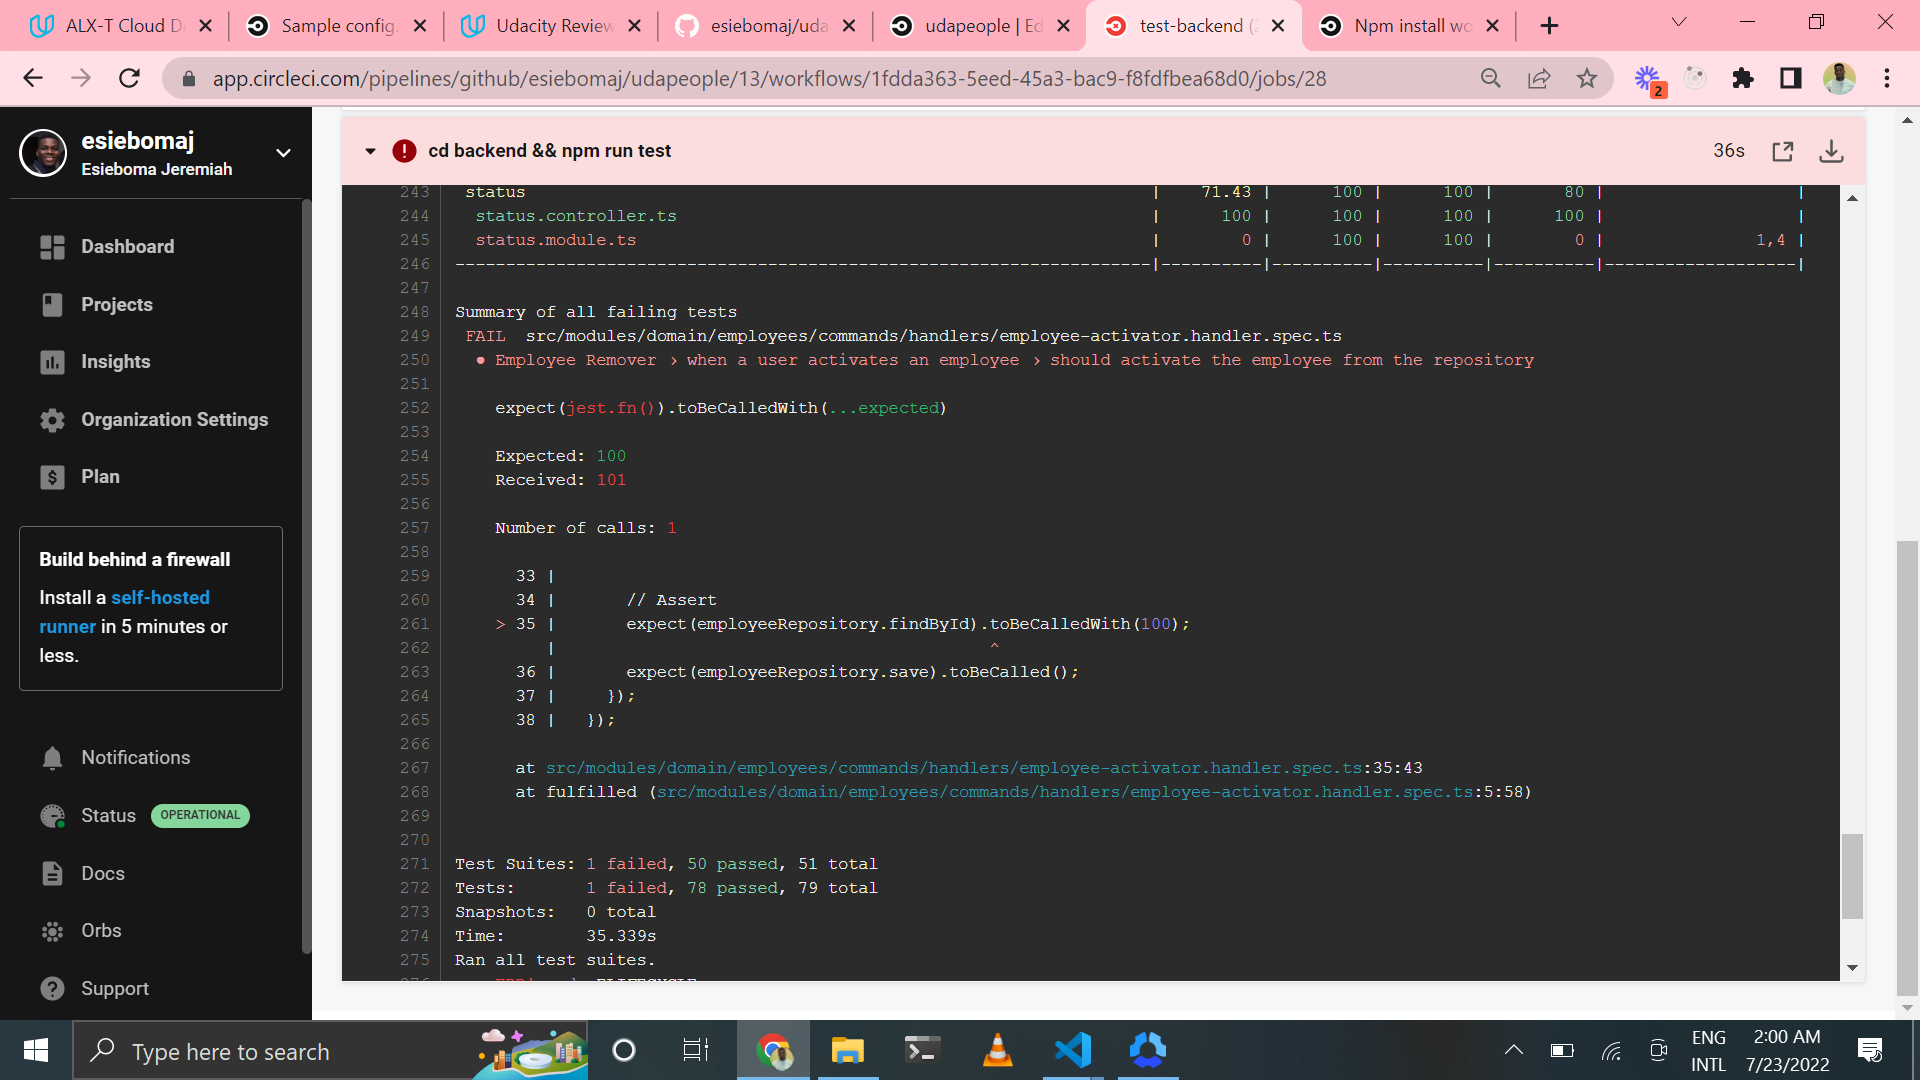 ALX-T Cloud D
Sample config.
Udacity Review
esiebomaj/uda
udapeople | Ed
test-backend (2
Npm install wo
app.circleci.com/pipelines/github/esiebomaj/udapeople/13/workflows/1fdda363-5eed-45a3-bac9-f8fdfbea68d0/jobs/28
2
esiebomaj
Esieboma Jeremiah
Dashboard
Projects
Insights
Organization Settings
Plan
Build behind a firewall
Install a self-hosted
runner in 5 minutes or
less.
Notifications
Status OPERATIONAL
Docs
Orbs
Support
cd backend && npm run test 36s
243 status | 71.43 | 100 | 100 | 80 | |
244 status.controller.ts | 100 | 100 | 100 | 100 | |
245 status.module.ts | 0 | 100 | 100 | 0 | 1,4 |
246 ---------------------------------------------------------------------|----------|----------|----------|----------|-------------------|
247
248 Summary of all failing tests
249 FAIL src/modules/domain/employees/commands/handlers/employee-activator.handler.spec.ts
250 ● Employee Remover › when a user activates an employee › should activate the employee from the repository
251
252 expect(jest.fn()).toBeCalledWith(...expected)
253
254 Expected: 100
255 Received: 101
256
257 Number of calls: 1
258
259 33 |
260 34 | // Assert
261 > 35 | expect(employeeRepository.findById).toBeCalledWith(100);
262 | ^
263 36 | expect(employeeRepository.save).toBeCalled();
264 37 | });
265 38 | });
266
267 at src/modules/domain/employees/commands/handlers/employee-activator.handler.spec.ts:35:43
268 at fulfilled (src/modules/domain/employees/commands/handlers/employee-activator.handler.spec.ts:5:58)
269
270
271 Test Suites: 1 failed, 50 passed, 51 total
272 Tests: 1 failed, 78 passed, 79 total
273 Snapshots: 0 total
274 Time: 35.339s
275 Ran all test suites.
Type here to search
ENG
INTL
2:00 AM
7/23/2022